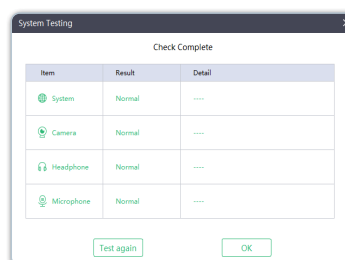 System Testing
Check Complete
Item Result Detail
System Normal ----
Camera Normal ----
Headphone Normal ----
Microphone Normal ----
Test again OK